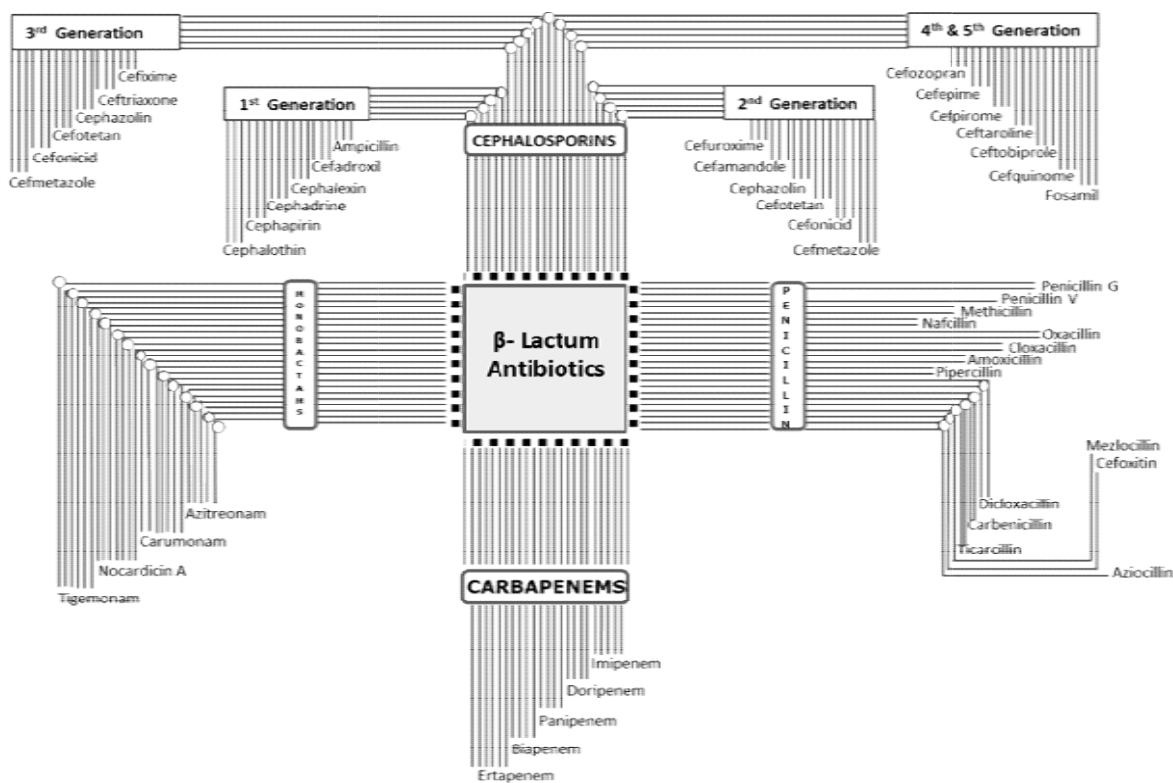 3rd Generation
4th & 5th Generation
Cefixime
Ceftriaxone
Cephazolin
Cefotetan
Cefonicid
Cefmetazole
1st Generation
Ampicillin
Cefadroxil
Cephalexin
Cephadrine
Cephapirin
Cephalothin
CEPHALOSPORINS
2nd Generation
Cefuroxime
Cefamandole
Cephazolin
Cefotetan
Cefonicid
Cefmetazole
Cefozopran
Cefepime
Cefpirome
Ceftaroline
Ceftobiprole
Cefquinome
Fosamil
MONOBACTAMS
β- Lactum
Antibiotics
PENICILLIN
Penicillin G
Penicillin V
Methicillin
Nafcillin
Oxacillin
Cloxacillin
Amoxicillin
Pipercillin
Mezlocillin
Cefoxitin
Dicloxacillin
Carbenicillin
Ticarcillin
Aziocillin
Azitreonam
Carumonam
Nocardicin A
Tigemonam
CARBAPENEMS
Imipenem
Doripenem
Panipenem
Biapenem
Ertapenem